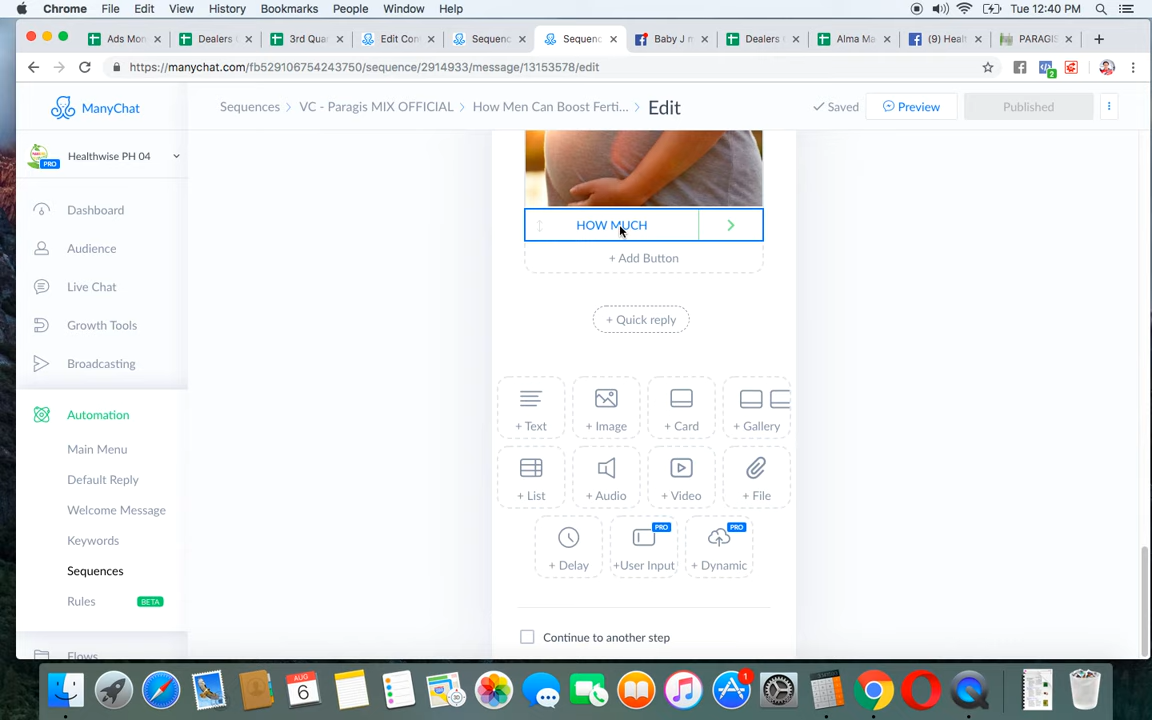 Chrome File Edit View History Bookmarks People Window Help Tue 12:40 PM
Ads Mon
Dealers
3rd Qua
Edit Con
Sequenc
Sequenc
Baby J n
Dealers
Alma Ma
(9) Healt
PARAGIS
https://manychat.com/fb529106754243750/sequence/2914933/message/13153578/edit
2
ManyChat
Sequences > VC - Paragis MIX OFFICIAL > How Men Can Boost Ferti... > Edit
Saved
Preview
Published
Healthwise PH 04
PRO
Dashboard
Audience
Live Chat
Growth Tools
Broadcasting
Automation
Main Menu
Default Reply
Welcome Message
Keywords
Sequences
Rules BETA
Flows
HOW MUCH
+ Add Button
+ Quick reply
+ Text
+ Image
+ Card
+ Gallery
+ List
+ Audio
+ Video
+ File
+ Delay
PRO
+User Input
PRO
+ Dynamic
Continue to another step
AUG
6
1